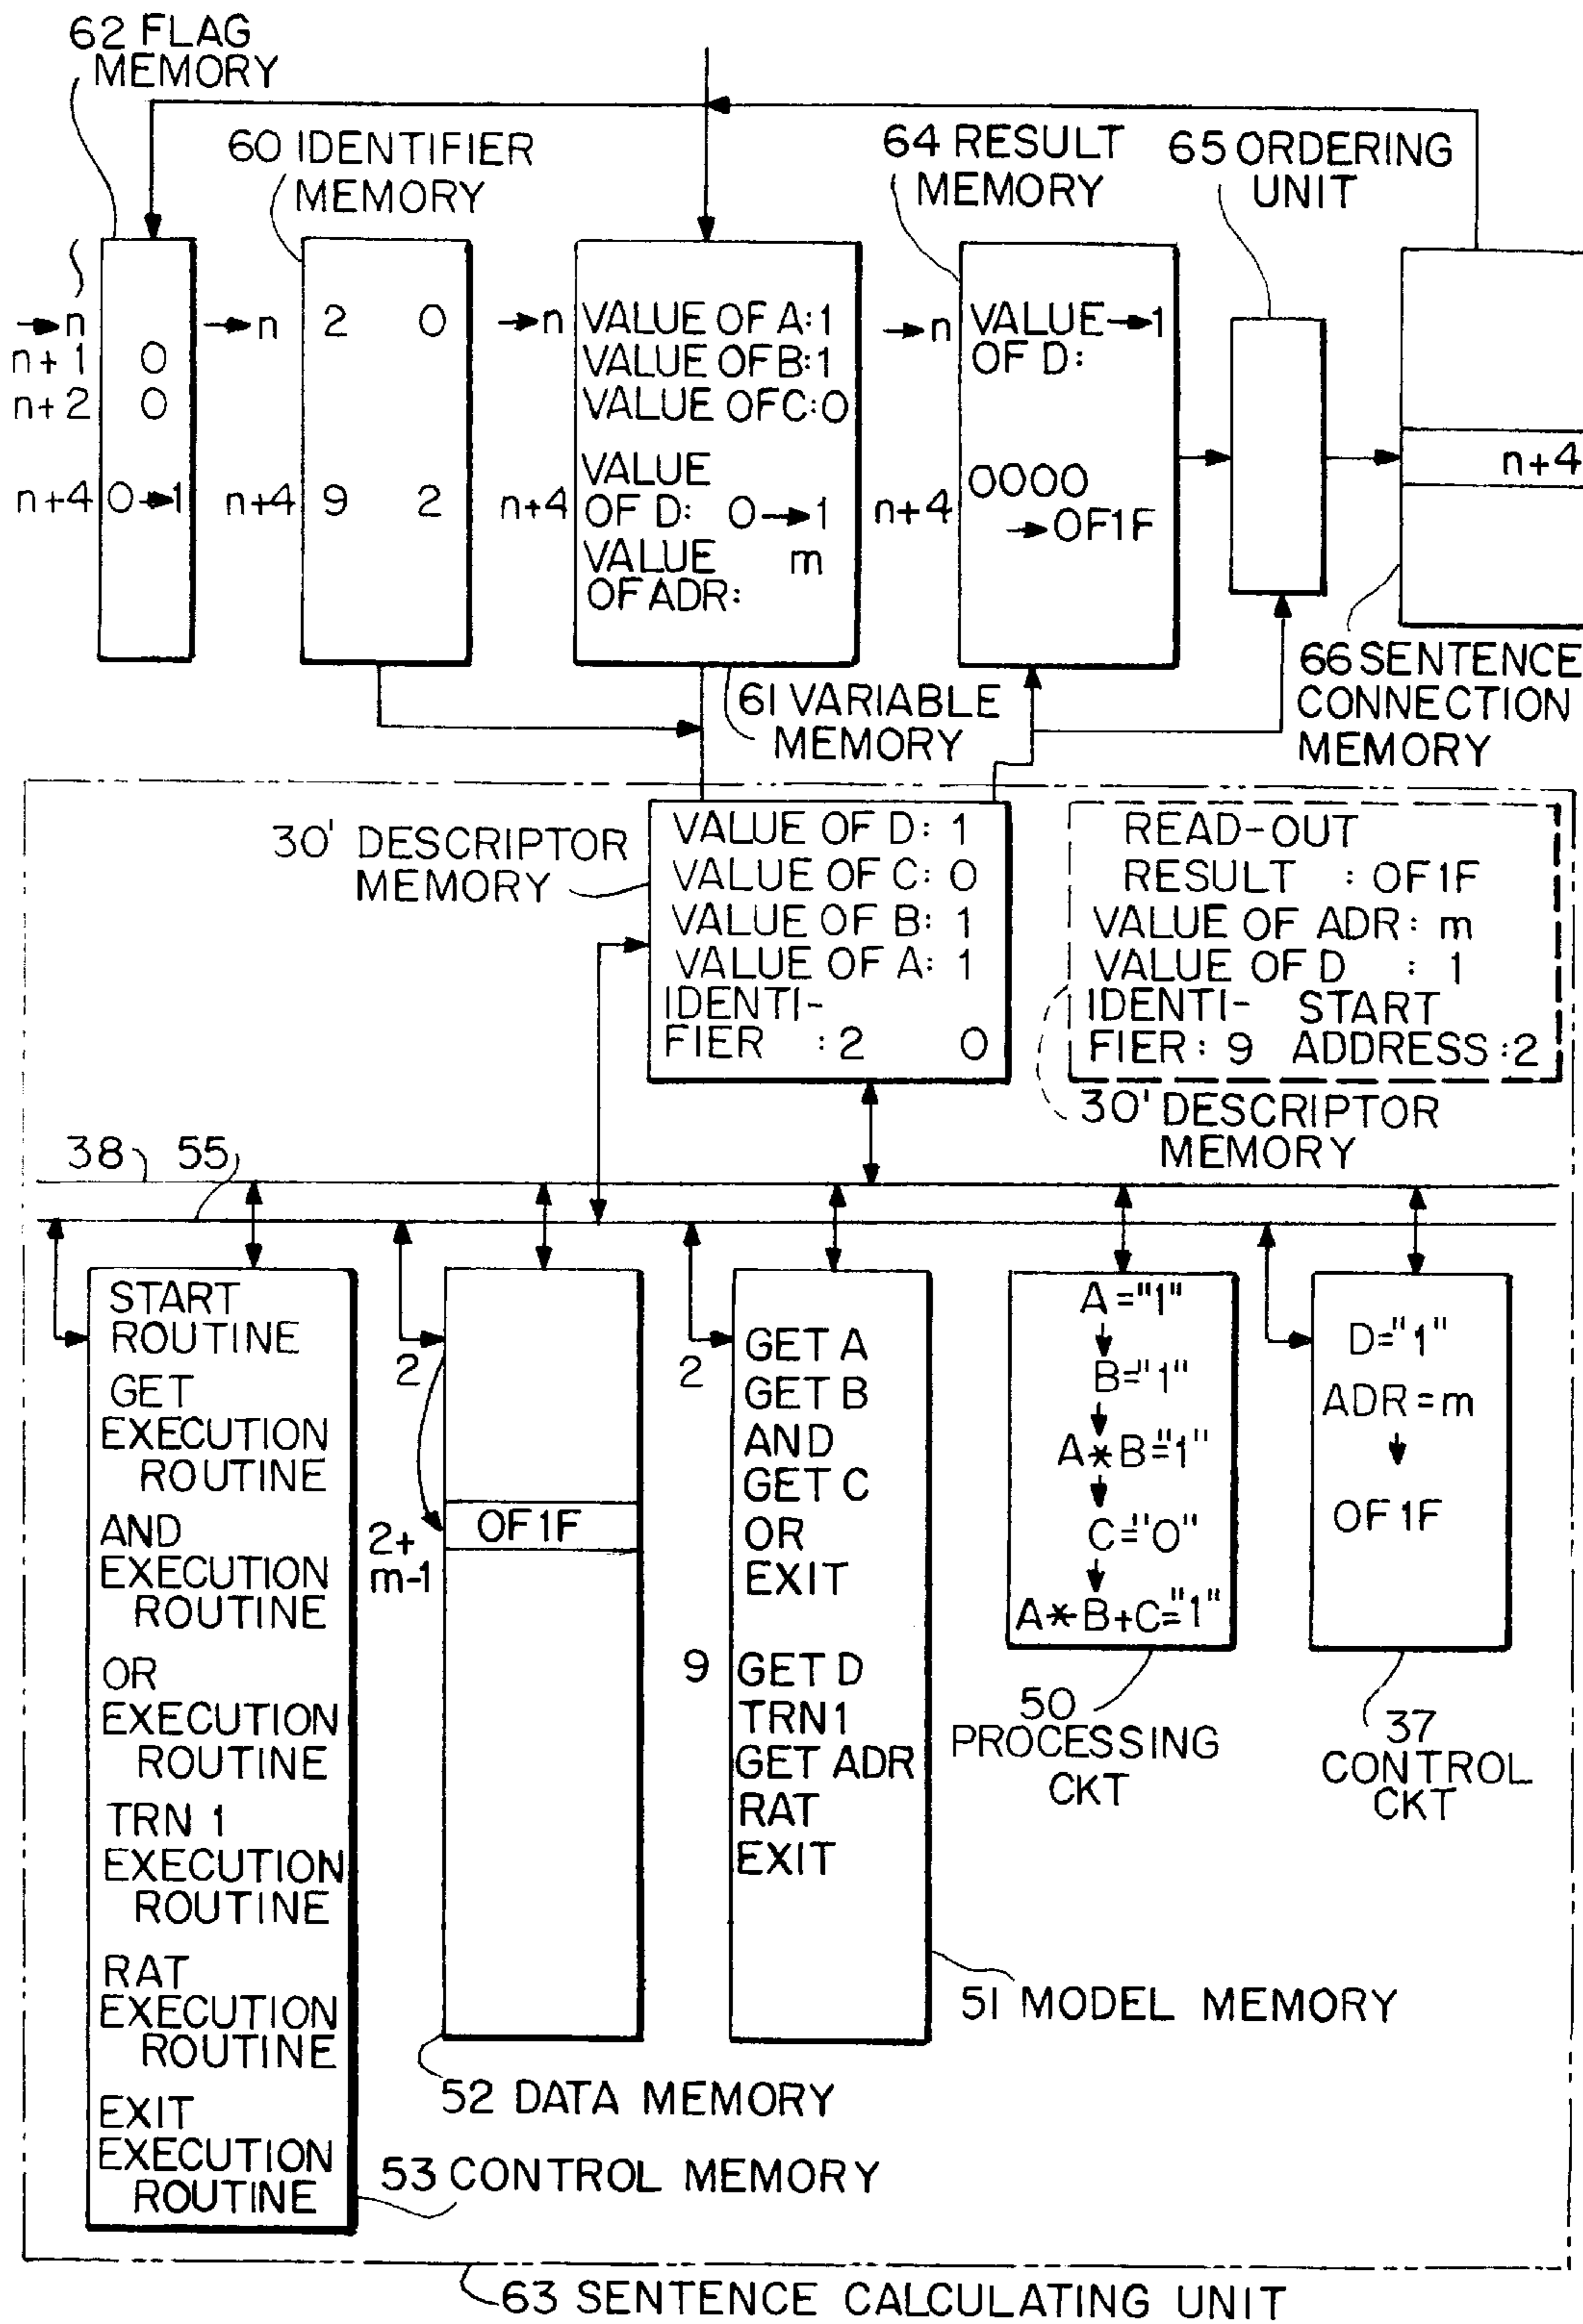 62 FLAG
MEMORY
60 IDENTIFIER
MEMORY
64 RESULT
MEMORY
65 ORDERING
UNIT
n
n+1 0
n+2 0
n+4 0→1
→n 2 0
n+4 9 2
→n VALUE OF A:1
VALUE OF B:1
VALUE OF C:0
VALUE
n+4 OF D: 0→1
VALUE m
OF ADR:
→n VALUE→1
OF D:
0000
n+4 →OF1F
n+4
61 VARIABLE
MEMORY
66 SENTENCE
CONNECTION
MEMORY
30' DESCRIPTOR
MEMORY
VALUE OF D: 1
VALUE OF C: 0
VALUE OF B: 1
VALUE OF A: 1
IDENTI-
FIER : 2 0
READ-OUT
RESULT : OF1F
VALUE OF ADR: m
VALUE OF D : 1
IDENTI- START
FIER: 9 ADDRESS:2
30' DESCRIPTOR
MEMORY
38 55
START
ROUTINE
GET
EXECUTION
ROUTINE
AND
EXECUTION
ROUTINE
OR
EXECUTION
ROUTINE
TRN 1
EXECUTION
ROUTINE
RAT
EXECUTION
ROUTINE
EXIT
EXECUTION
ROUTINE
2
2+
m-1
OF1F
2 GET A
GET B
AND
GET C
OR
EXIT
9 GET D
TRN1
GET ADR
RAT
EXIT
A="1"
B="1"
A*B="1"
C="0"
A*B+C="1"
D="1"
ADR=m
OF1F
50
PROCESSING
CKT
37
CONTROL
CKT
51 MODEL MEMORY
52 DATA MEMORY
53 CONTROL MEMORY
63 SENTENCE CALCULATING UNIT